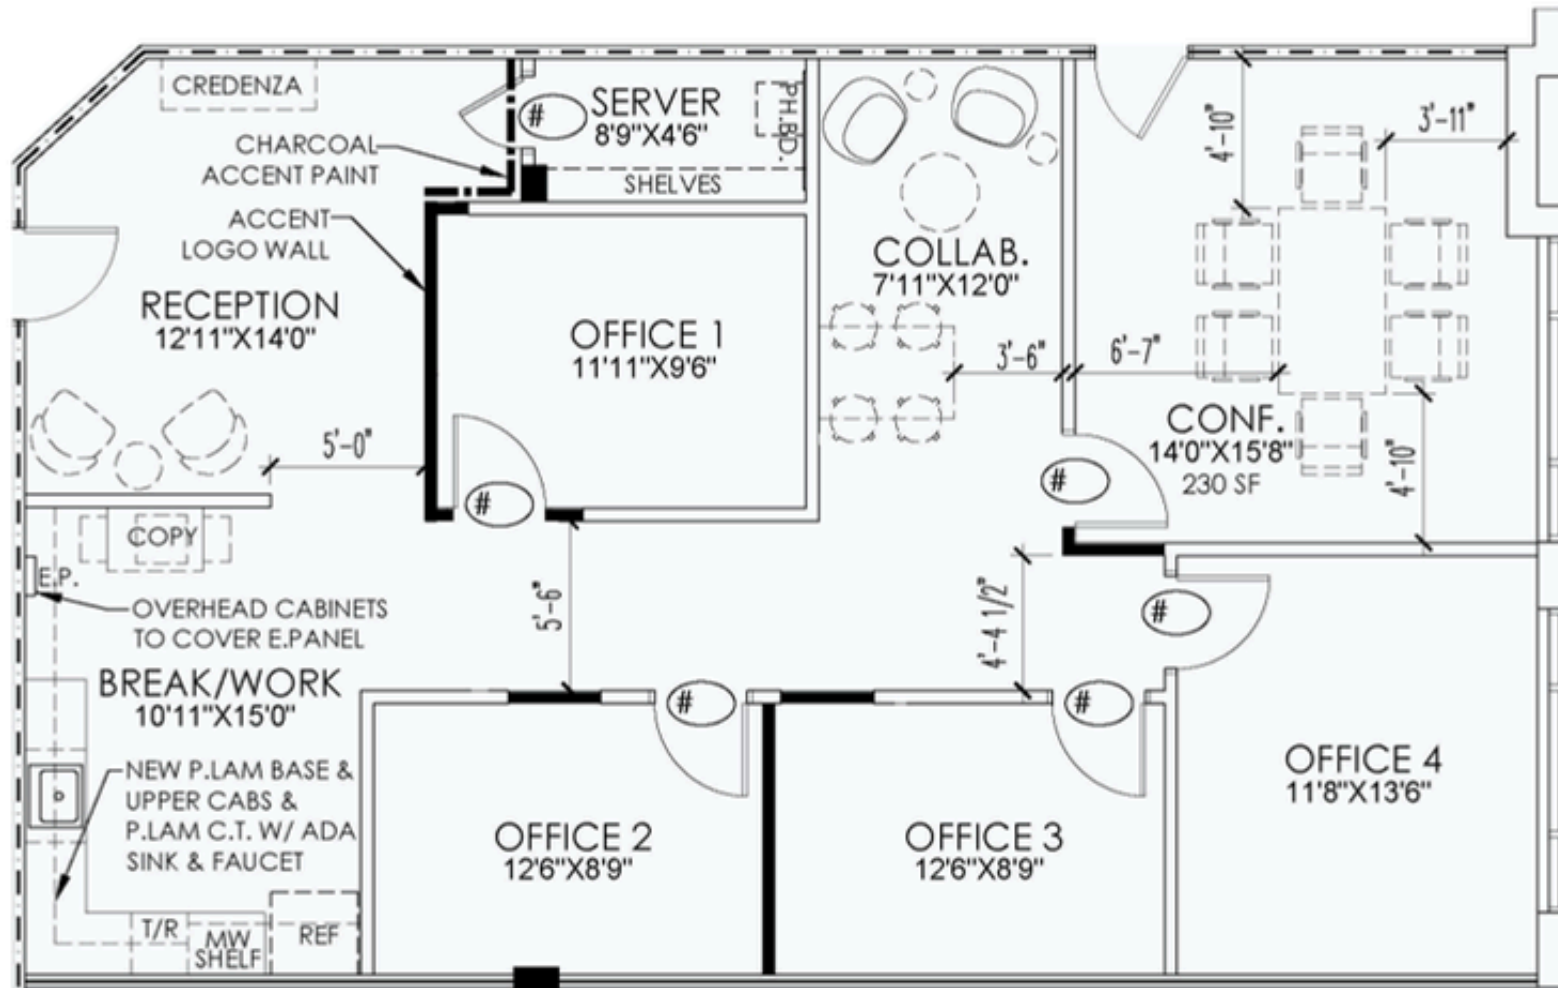 CREDENZA
CHARCOAL
ACCENT PAINT
ACCENT
LOGO WALL
RECEPTION
12'11"X14'0"
5'-0"
#
SERVER
8'9"X4'6"
PH.BD.
SHELVES
OFFICE 1
11'11"X9'6"
#
COLLAB.
7'11"X12'0"
3'-6"
6'-7"
4'-10"
3'-11"
CONF.
14'0"X15'8"
230 SF
4'-10"
#
COPY
E.P.
OVERHEAD CABINETS
TO COVER E.PANEL
BREAK/WORK
10'11"X15'0"
NEW P.LAM BASE &
UPPER CABS &
P.LAM C.T. W/ ADA
SINK & FAUCET
T/R
MW
SHELF
REF
5'-6"
4'-4 1/2"
#
#
#
OFFICE 2
12'6"X8'9"
OFFICE 3
12'6"X8'9"
OFFICE 4
11'8"X13'6"